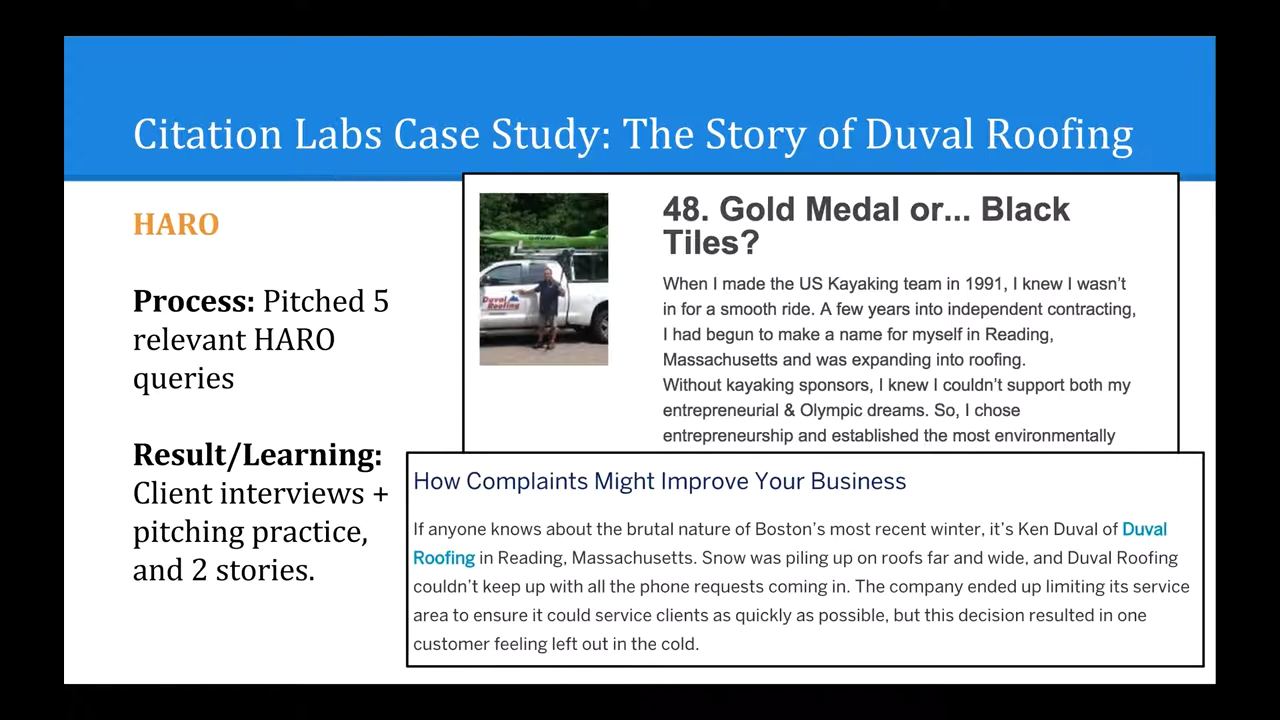 Citation Labs Case Study: The Story of Duval Roofing
HARO
Process: Pitched 5
relevant HARO
queries
Result/Learning:
Client interviews +
pitching practice,
and 2 stories.
Duval
Roofing
48. Gold Medal or... Black
Tiles?
When I made the US Kayaking team in 1991, I knew I wasn't
in for a smooth ride. A few years into independent contracting,
I had begun to make a name for myself in Reading,
Massachusetts and was expanding into roofing.
Without kayaking sponsors, I knew I couldn't support both my
entrepreneurial & Olympic dreams. So, I chose
entrepreneurship and established the most environmentally
How Complaints Might Improve Your Business
If anyone knows about the brutal nature of Boston's most recent winter, it's Ken Duval of Duval
Roofing in Reading, Massachusetts. Snow was piling up on roofs far and wide, and Duval Roofing
couldn't keep up with all the phone requests coming in. The company ended up limiting its service
area to ensure it could service clients as quickly as possible, but this decision resulted in one
customer feeling left out in the cold.